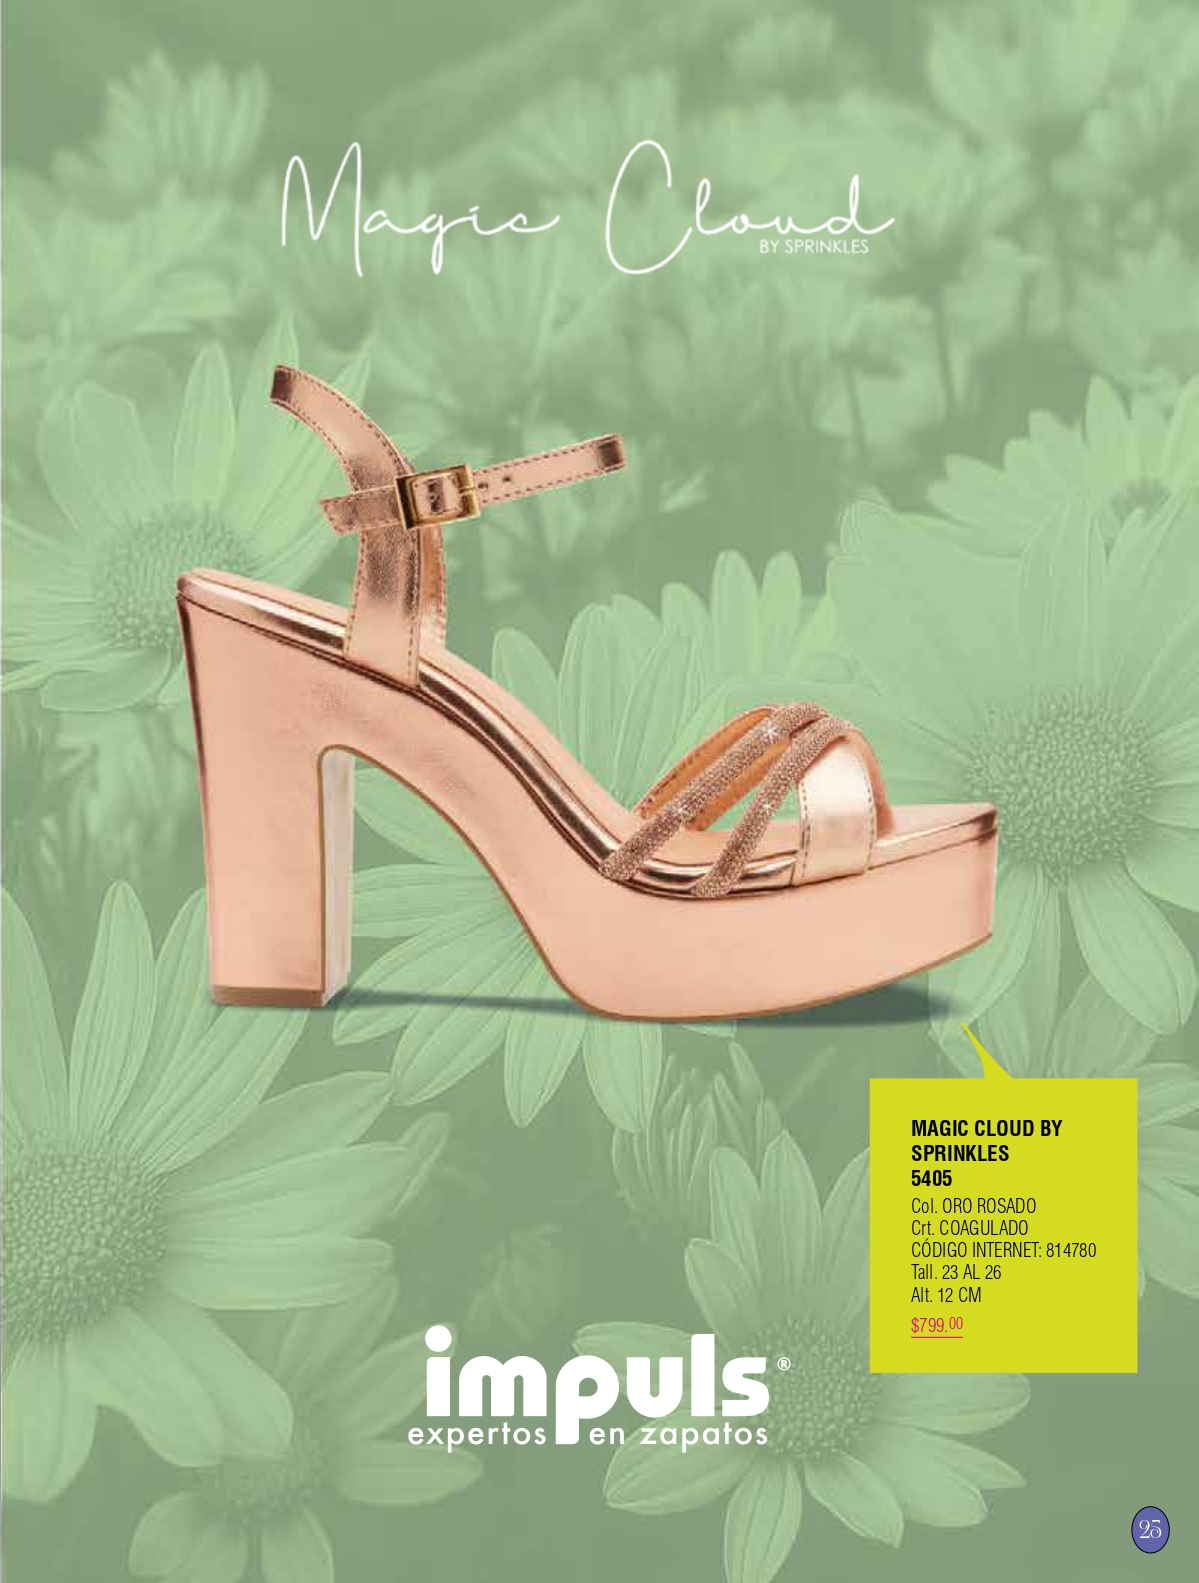 Magic Cloud
BY SPRINKLES
MAGIC CLOUD BY
SPRINKLES
5405
Col. ORO ROSADO
Crt. COAGULADO
CÓDIGO INTERNET: 814780
Tall. 23 AL 26
Alt. 12 CM
$799.00
impuls®
expertos en zapatos
25